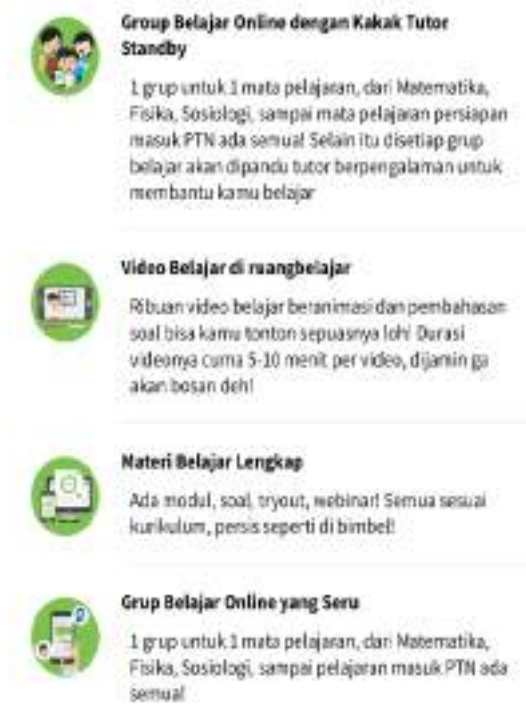 Group Belajar Online dengan Kakak Tutor
Standby
1 grup untuk 1 mata pelajaran, dari Matematika,
Fisika, Sosiologi, sampai mata pelajaran persiapan
masuk PTN ada semua! Selain itu disetiap grup
belajar akan dipandu tutor berpengalaman untuk
membantu kamu belajar
Video Belajar di ruangbelajar
Ribuan video belajar beranimasi dan pembahasan
soal bisa kamu tonton sepuasnya loh! Durasi
videonya cuma 5-10 menit per video, dijamin ga
akan bosan deh!
Materi Belajar Lengkap
Ada modul, soal, tryout, webinar! Semua sesuai
kurikulum, persis seperti di bimbel!
Grup Belajar Online yang Seru
1 grup untuk 1 mata pelajaran, dari Matematika,
Fisika, Sosiologi, sampai pelajaran masuk PTN ada
semua!